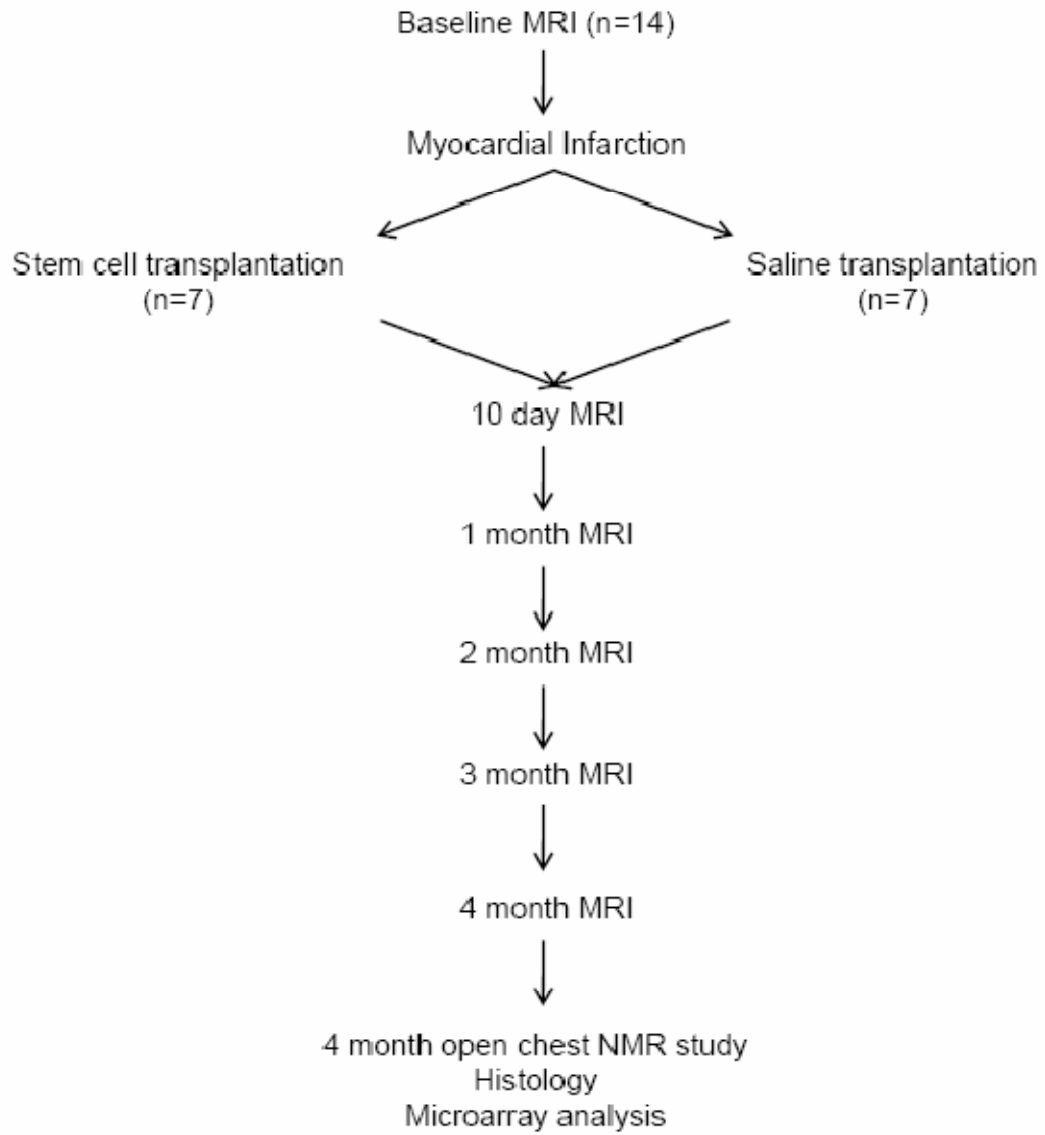 Baseline MRI (n=14)
Myocardial Infarction
Stem cell transplantation
(n=7)
Saline transplantation
(n=7)
10 day MRI
1 month MRI
2 month MRI
3 month MRI
4 month MRI
4 month open chest NMR study
Histology
Microarray analysis